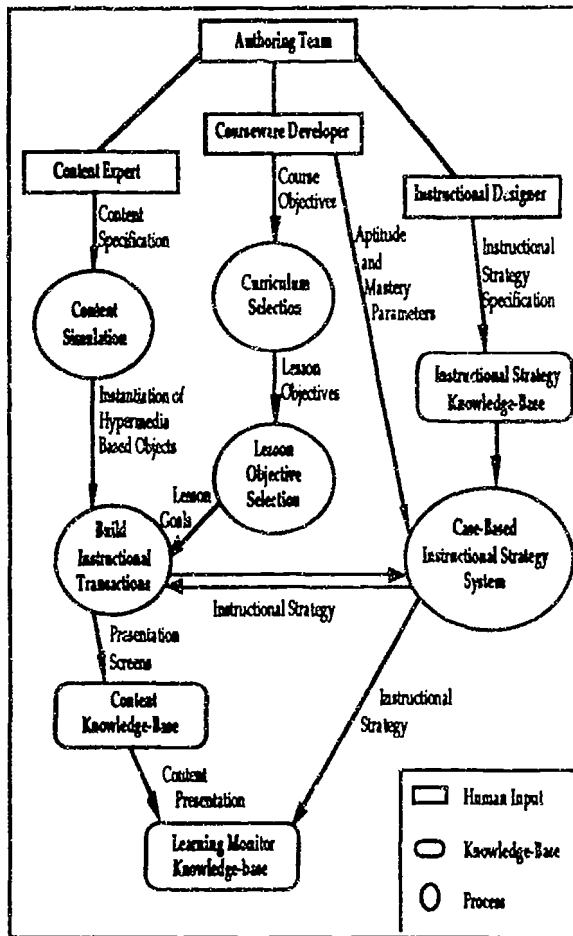 Authoring Team
Courseware Developer
Content Expert
Instructional Designer
Content
Specification
Course
Objectives
Aptitude
and
Mastery
Parameters
Instructional
Strategy
Specification
Content
Simulation
Curriculum
Selection
Instructional Strategy
Knowledge-Base
Instantiation of
Hypermedia
Based Objects
Lesson
Objectives
Lesson
Objective
Selection
Lesson
Goals
Build
Instructional
Transactions
Case-Based
Instructional Strategy
System
Instructional Strategy
Presentation
Screens
Content
Knowledge-Base
Instructional
Strategy
Content
Presentation
Learning Monitor
Knowledge-base
Human Input
Knowledge-Base
Process